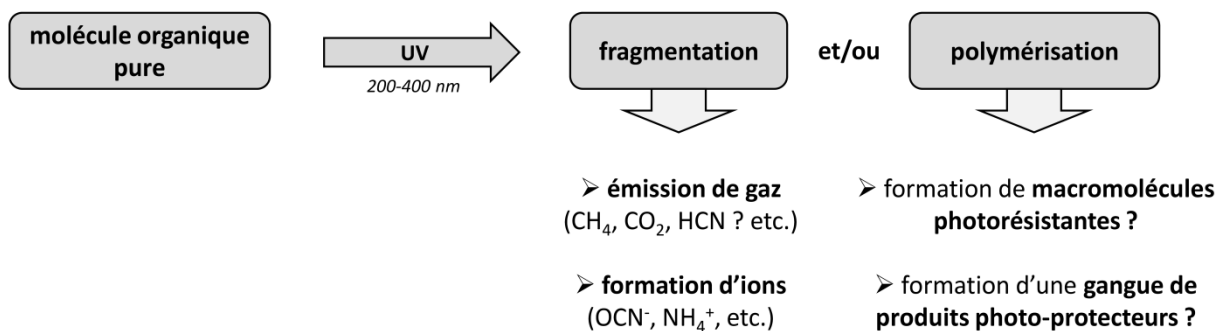 molécule organique
pure
UV
200-400 nm
fragmentation
et/ou
polymérisation
➢ émission de gaz
(CH₄, CO₂, HCN ? etc.)
➢ formation d’ions
(OCN⁻, NH₄⁺, etc.)
➢ formation de macromolécules
photorésistantes ?
➢ formation d’une gangue de
produits photo-protecteurs ?